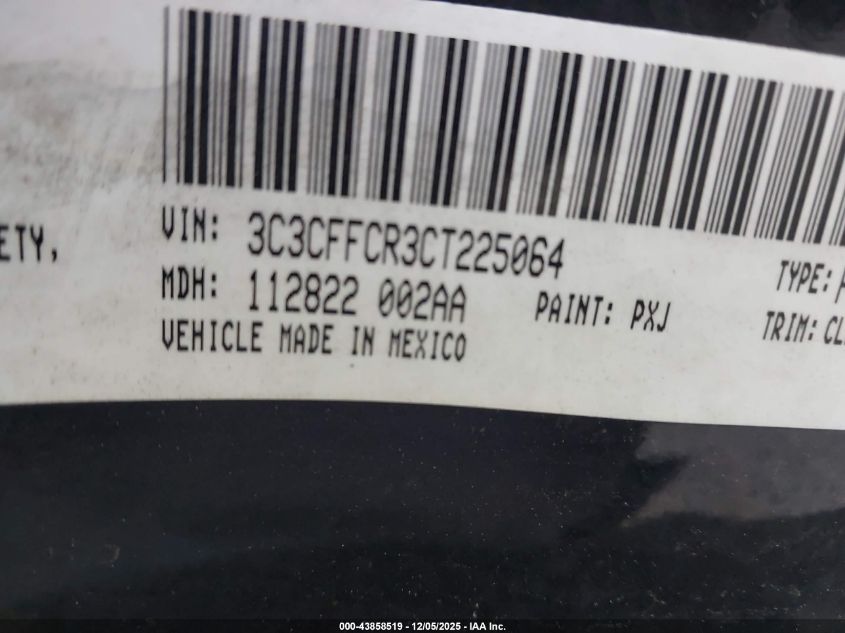 ETY,
VIN: 3C3CFFCR3CT225064
MDH: 112822 002AA
PAINT: PXJ
VEHICLE MADE IN MEXICO
TYPE:
TRIM: CL
000-43858519 - 12/05/2025 - IAA Inc.